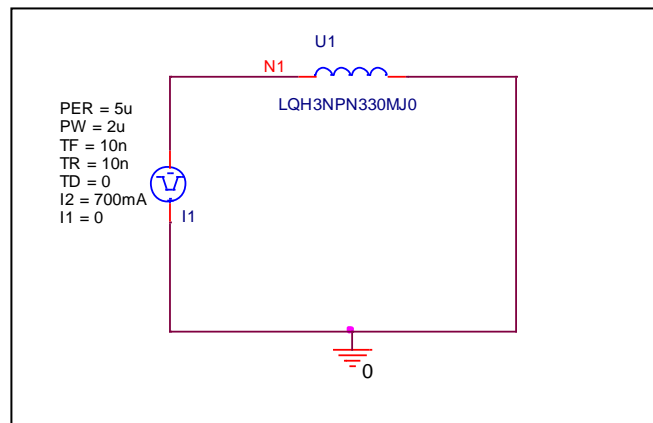 U1
N1
LQH3NPN330MJ0
PER = 5u
PW = 2u
TF = 10n
TR = 10n
TD = 0
I2 = 700mA
I1 = 0
I1
0